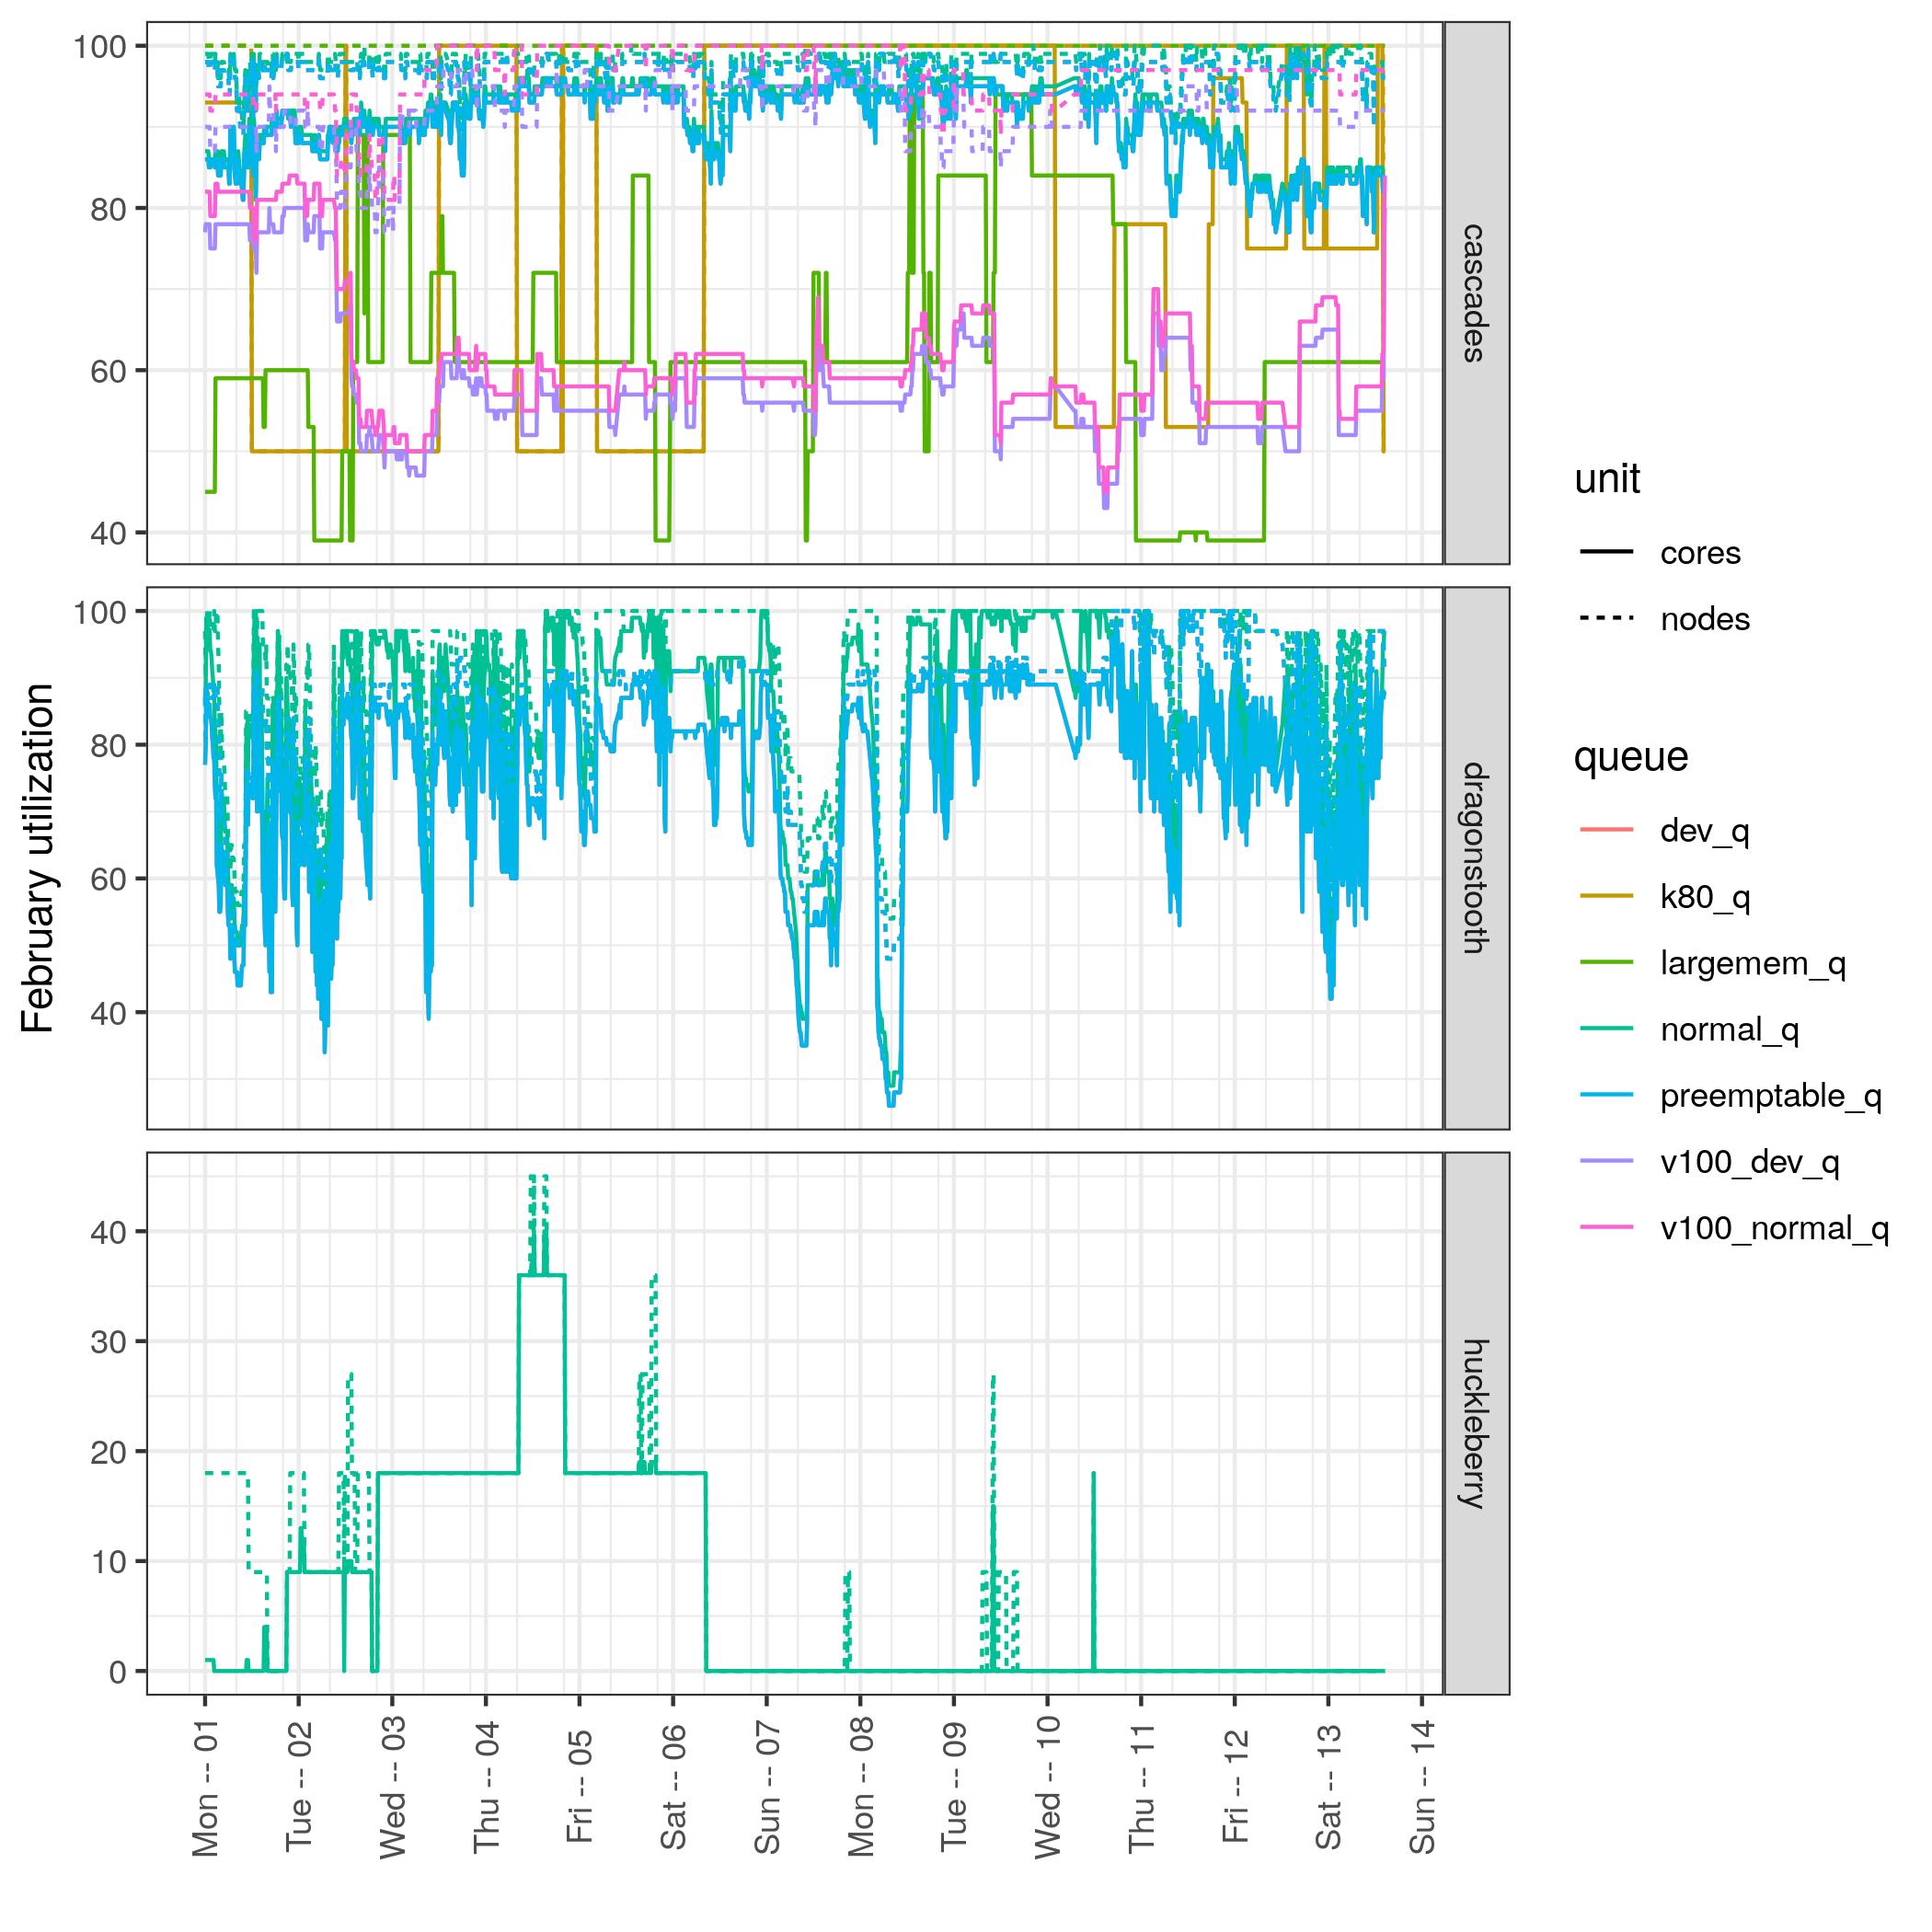 February utilization
100
80
60
40
cascades
100
80
60
40
dragonstooth
40
30
20
10
0
huckleberry
Mon -- 01
Tue -- 02
Wed -- 03
Thu -- 04
Fri -- 05
Sat -- 06
Sun -- 07
Mon -- 08
Tue -- 09
Wed -- 10
Thu -- 11
Fri -- 12
Sat -- 13
Sun -- 14
unit
cores
nodes
queue
dev_q
k80_q
largemem_q
normal_q
preemptable_q
v100_dev_q
v100_normal_q